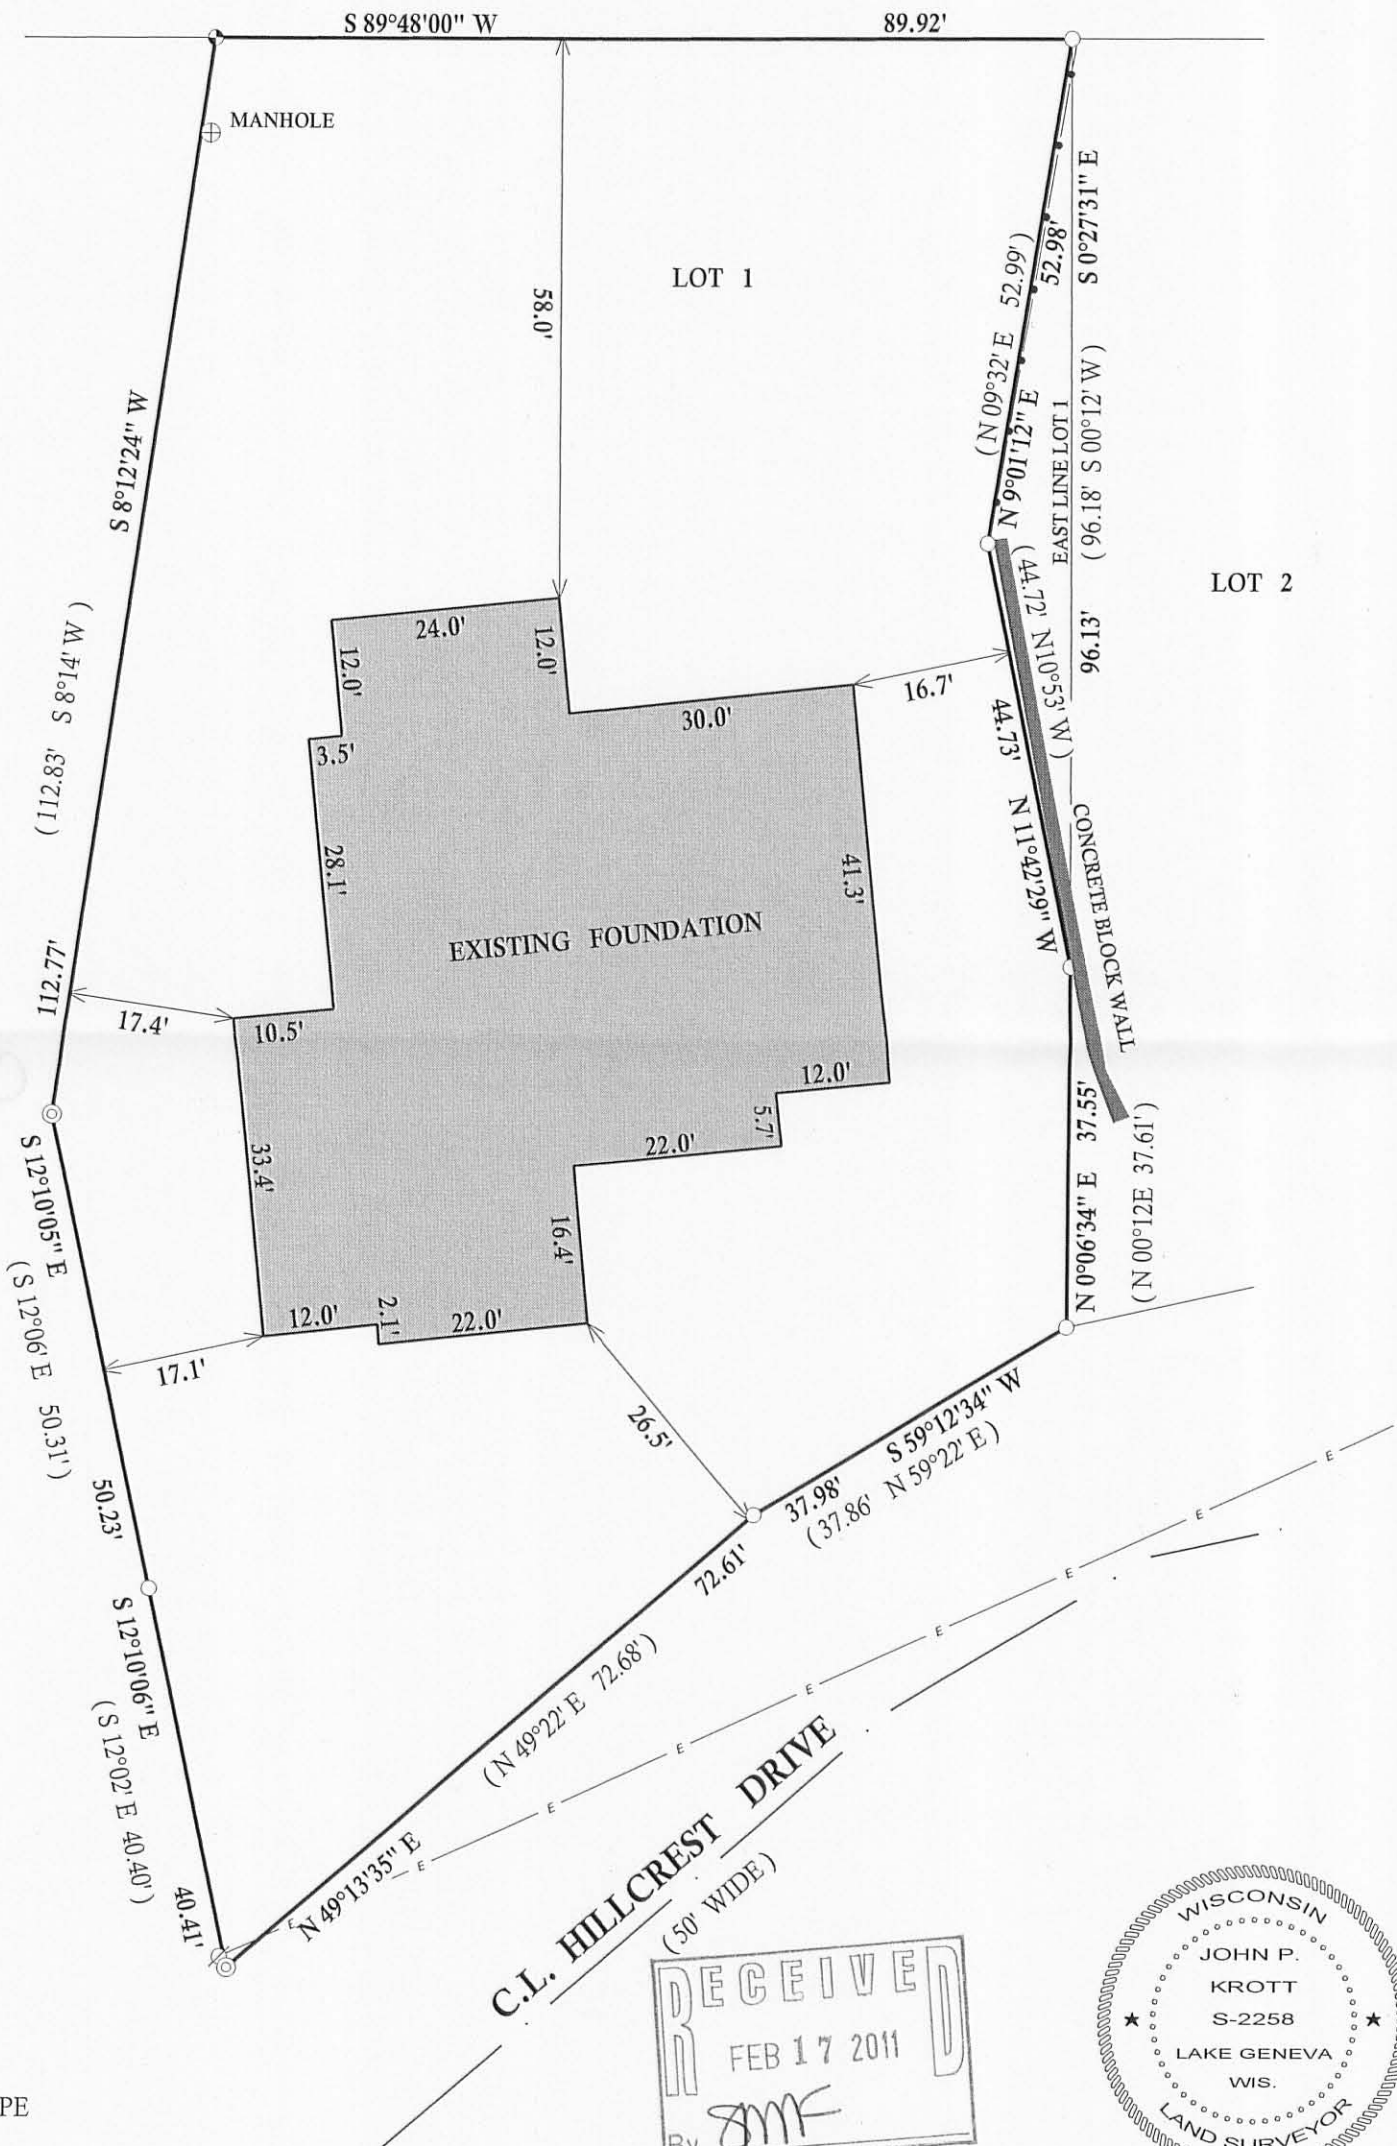 S 89°48'00" W 89.92'
MANHOLE
LOT 1
58.0'
S 0°27'31" E
52.98'
( N 09°32' E 52.99' )
N 9°01'12" E
EAST LINE LOT 1
( 96.18' S 00°12' W )
96.13'
LOT 2
S 8°12'24" W
( 112.83' S 8°14' W )
112.77'
24.0'
12.0'
12.0'
3.5'
30.0'
16.7'
( 44.72' N10°53' W )
44.73' N 11°42'29" W
CONCRETE BLOCK WALL
28.1'
41.3'
EXISTING FOUNDATION
17.4'
10.5'
12.0'
5.7'
22.0'
33.4'
16.4'
12.0'
2.1'
22.0'
17.1'
26.5'
N 0°06'34" E 37.55'
( N 00°12E 37.61' )
S 12°10'05" E
( S 12°06' E 50.31' )
50.23'
S 59°12'34" W
37.98'
( 37.86' N 59°22' E )
72.61'
( N 49°22' E 72.68' )
N 49°13'35" E
S 12°10'06" E
( S 12°02' E 40.40' )
40.41'
E
E
E
E
E
E
E
E
C.L. HILLCREST DRIVE
( 50' WIDE )
RECEIVED
FEB 17 2011
By
WISCONSIN
JOHN P.
KROTT
S-2258
LAKE GENEVA
WIS.
LAND SURVEYOR
PE